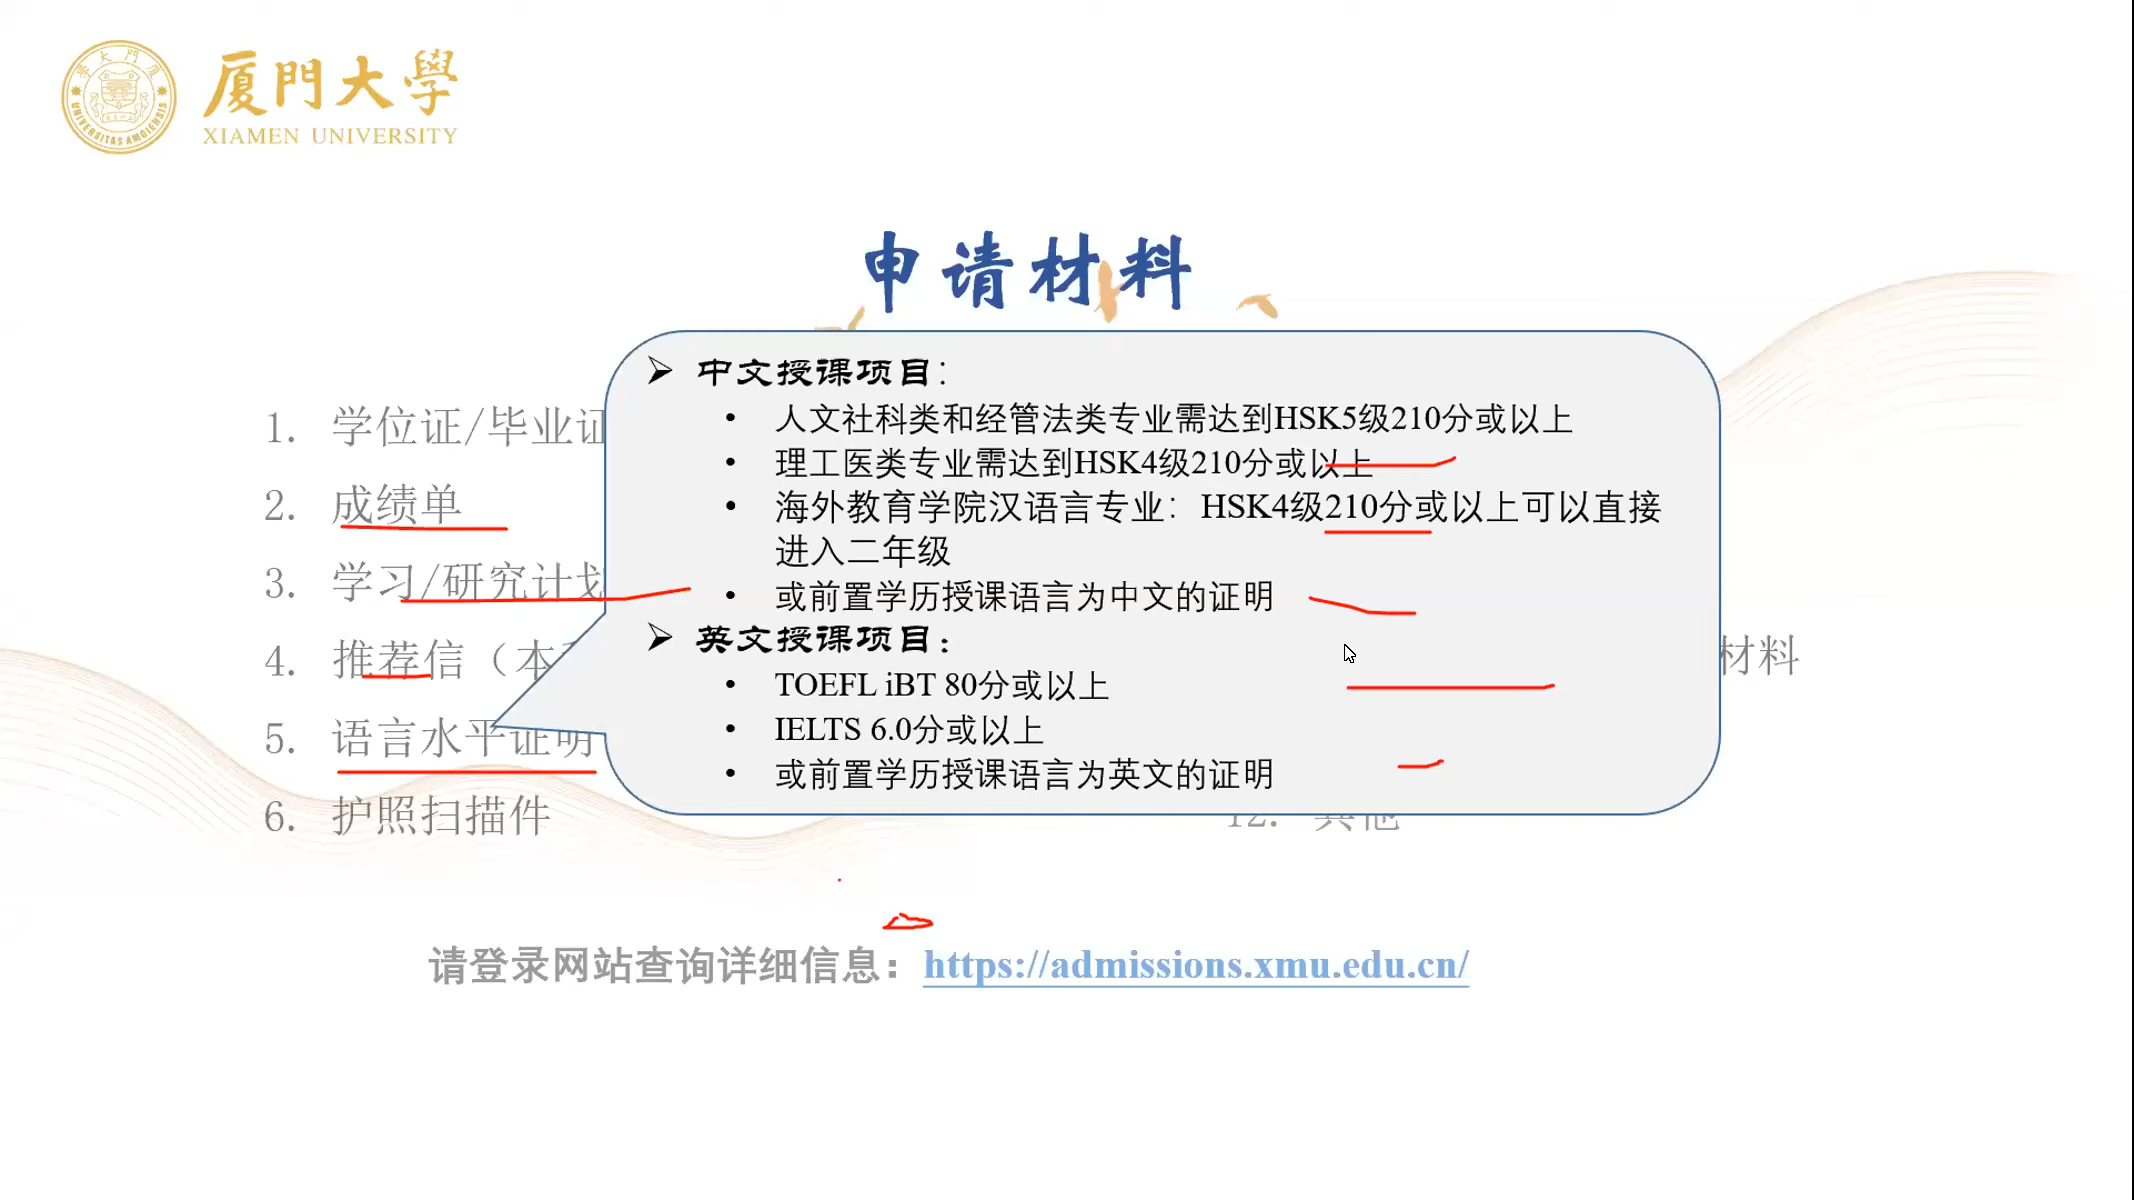 廈門大學
XIAMEN UNIVERSITY
UNIVERSITAS AMOIENSIS
申请材料
1. 学位证/毕业证
2. 成绩单
3. 学习/研究计划
4. 推荐信（本
5. 语言水平证明
6. 护照扫描件
➢ 中文授课项目：
• 人文社科类和经管法类专业需达到HSK5级210分或以上
• 理工医类专业需达到HSK4级210分或以上
• 海外教育学院汉语言专业：HSK4级210分或以上可以直接
进入二年级
• 或前置学历授课语言为中文的证明
➢ 英文授课项目：
• TOEFL iBT 80分或以上
• IELTS 6.0分或以上
• 或前置学历授课语言为英文的证明
材料
12. 其他
请登录网站查询详细信息：https://admissions.xmu.edu.cn/